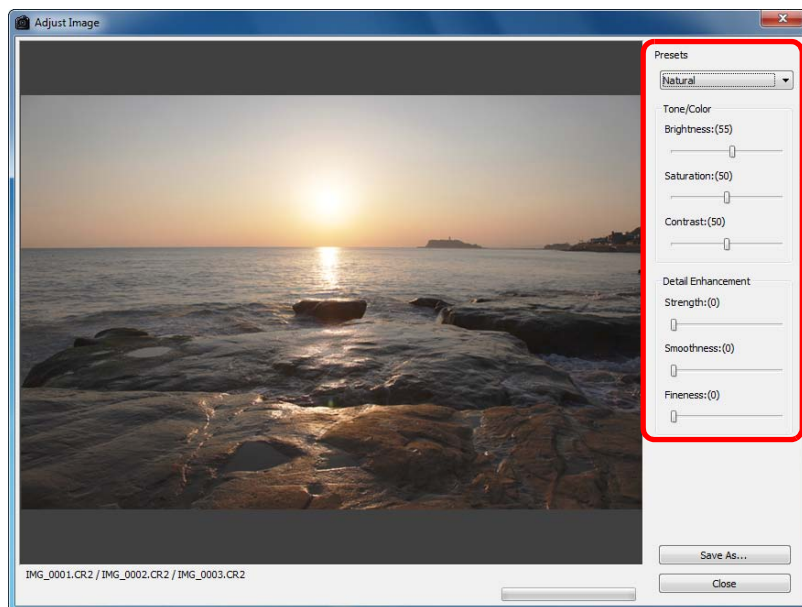 Adjust Image
Presets
Natural
Tone/Color
Brightness:(55)
Saturation:(50)
Contrast:(50)
Detail Enhancement
Strength:(0)
Smoothness:(0)
Fineness:(0)
Save As...
Close
IMG_0001.CR2 / IMG_0002.CR2 / IMG_0003.CR2